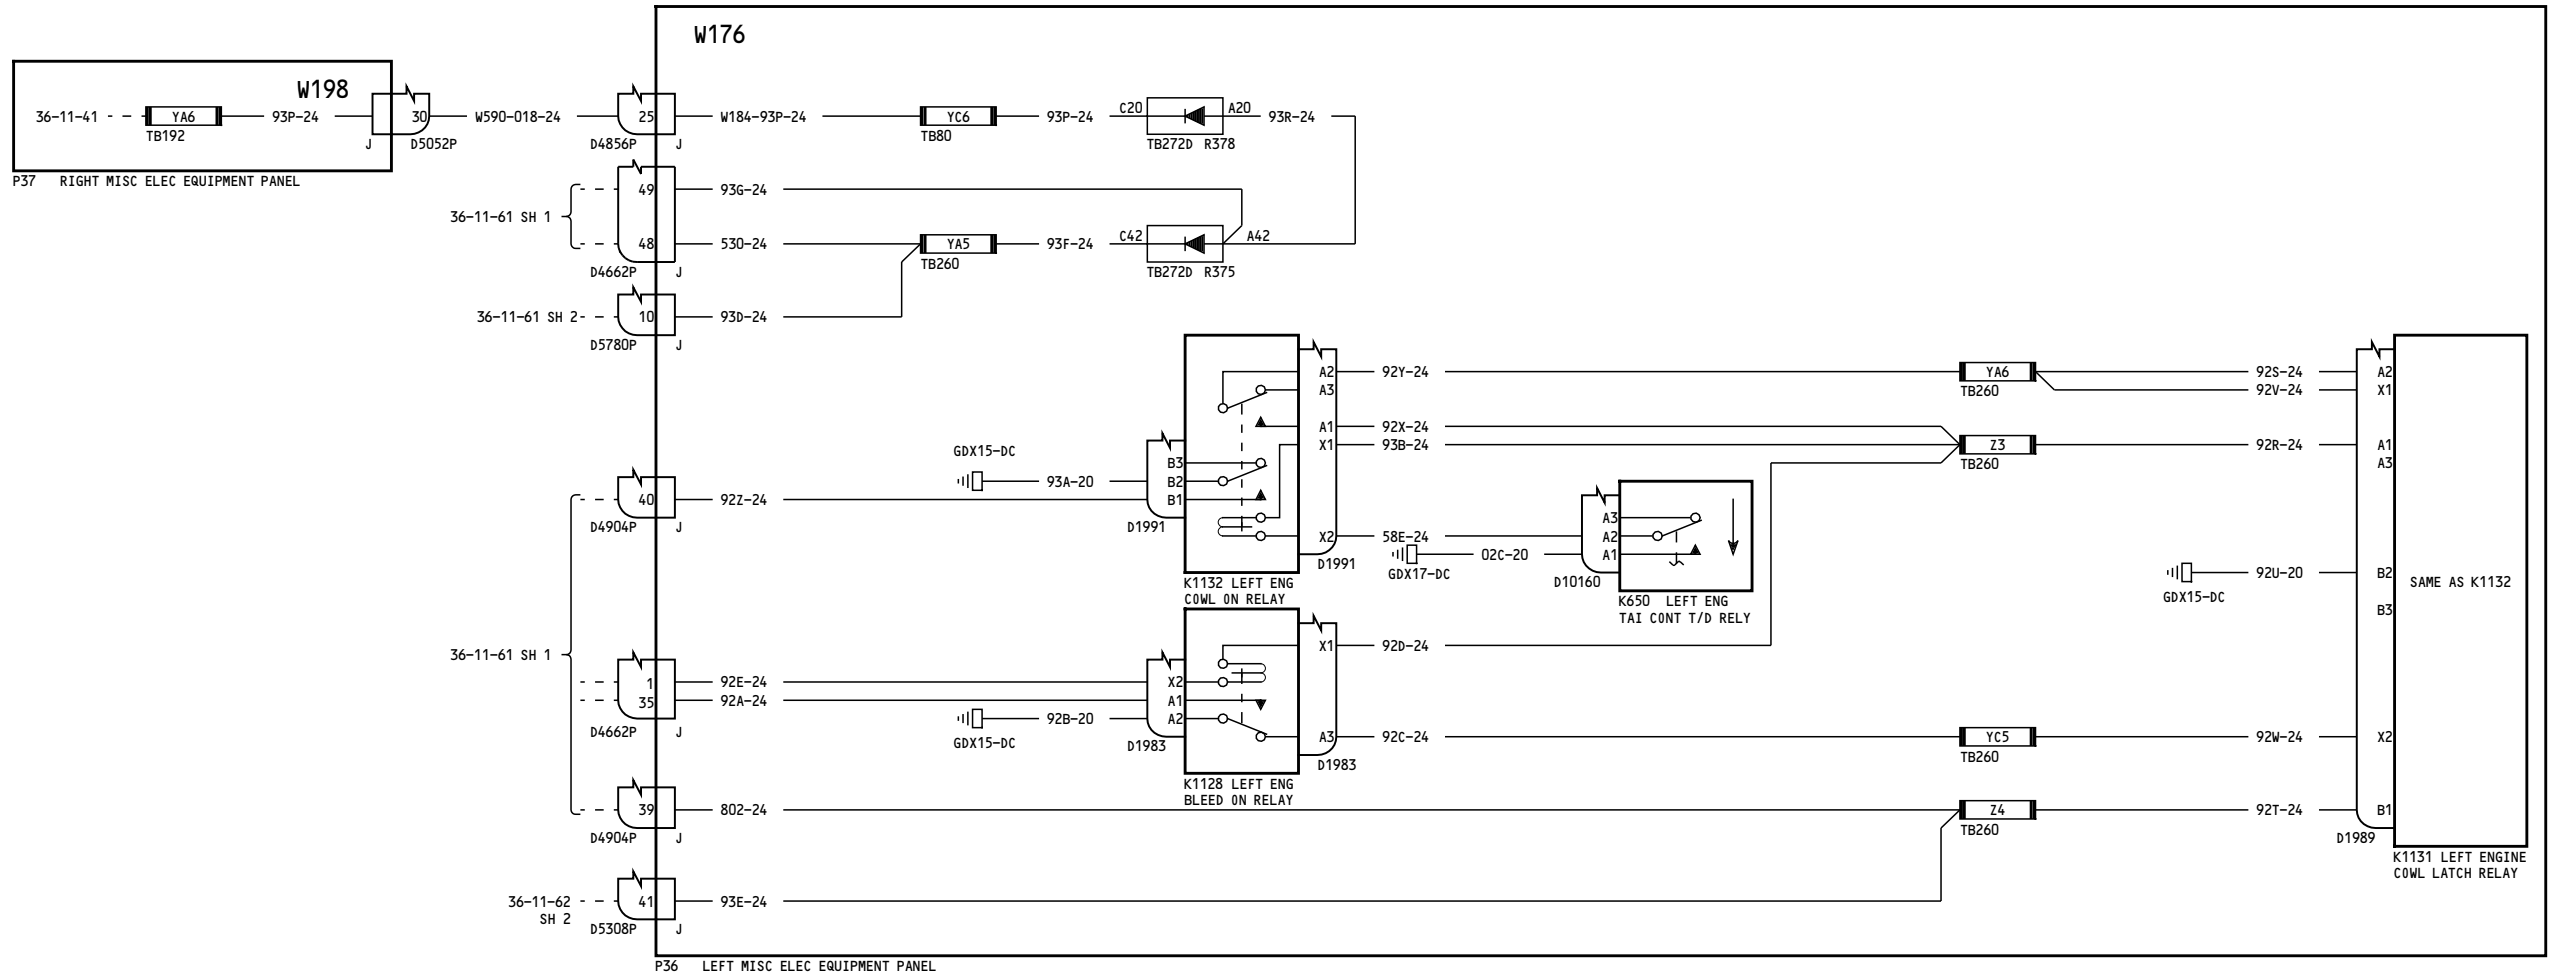 W176
W198
36-11-41
YA6
TB192
93P-24
30
J
D5052P
W590-018-24
25
D4856P
J
W184-93P-24
YC6
TB80
93P-24
C20
A20
TB272D R378
93R-24
P37 RIGHT MISC ELEC EQUIPMENT PANEL
36-11-61 SH 1
49
93G-24
48
530-24
D4662P
J
YA5
TB260
93F-24
C42
A42
TB272D R375
36-11-61 SH 2
10
D5780P
J
93D-24
A2
92Y-24
A3
A1
92X-24
X1
93B-24
YA6
TB260
92S-24
A2
92V-24
X1
Z3
TB260
92R-24
A1
A3
GDX15-DC
93A-20
B3
B2
B1
D1991
40
D4904P
J
92Z-24
X2
58E-24
D1991
GDX17-DC
02C-20
A3
A2
A1
D10160
K650 LEFT ENG
TAI CONT T/D RELY
K1132 LEFT ENG
COWL ON RELAY
GDX15-DC
92U-20
B2
B3
SAME AS K1132
36-11-61 SH 1
1
92E-24
35
92A-24
D4662P
J
GDX15-DC
92B-20
X2
A1
A2
D1983
X1
92D-24
A3
92C-24
D1983
K1128 LEFT ENG
BLEED ON RELAY
YC5
TB260
92W-24
X2
39
D4904P
J
802-24
Z4
TB260
92T-24
B1
D1989
K1131 LEFT ENGINE
COWL LATCH RELAY
36-11-62
SH 2
41
D5308P
J
93E-24
P36 LEFT MISC ELEC EQUIPMENT PANEL